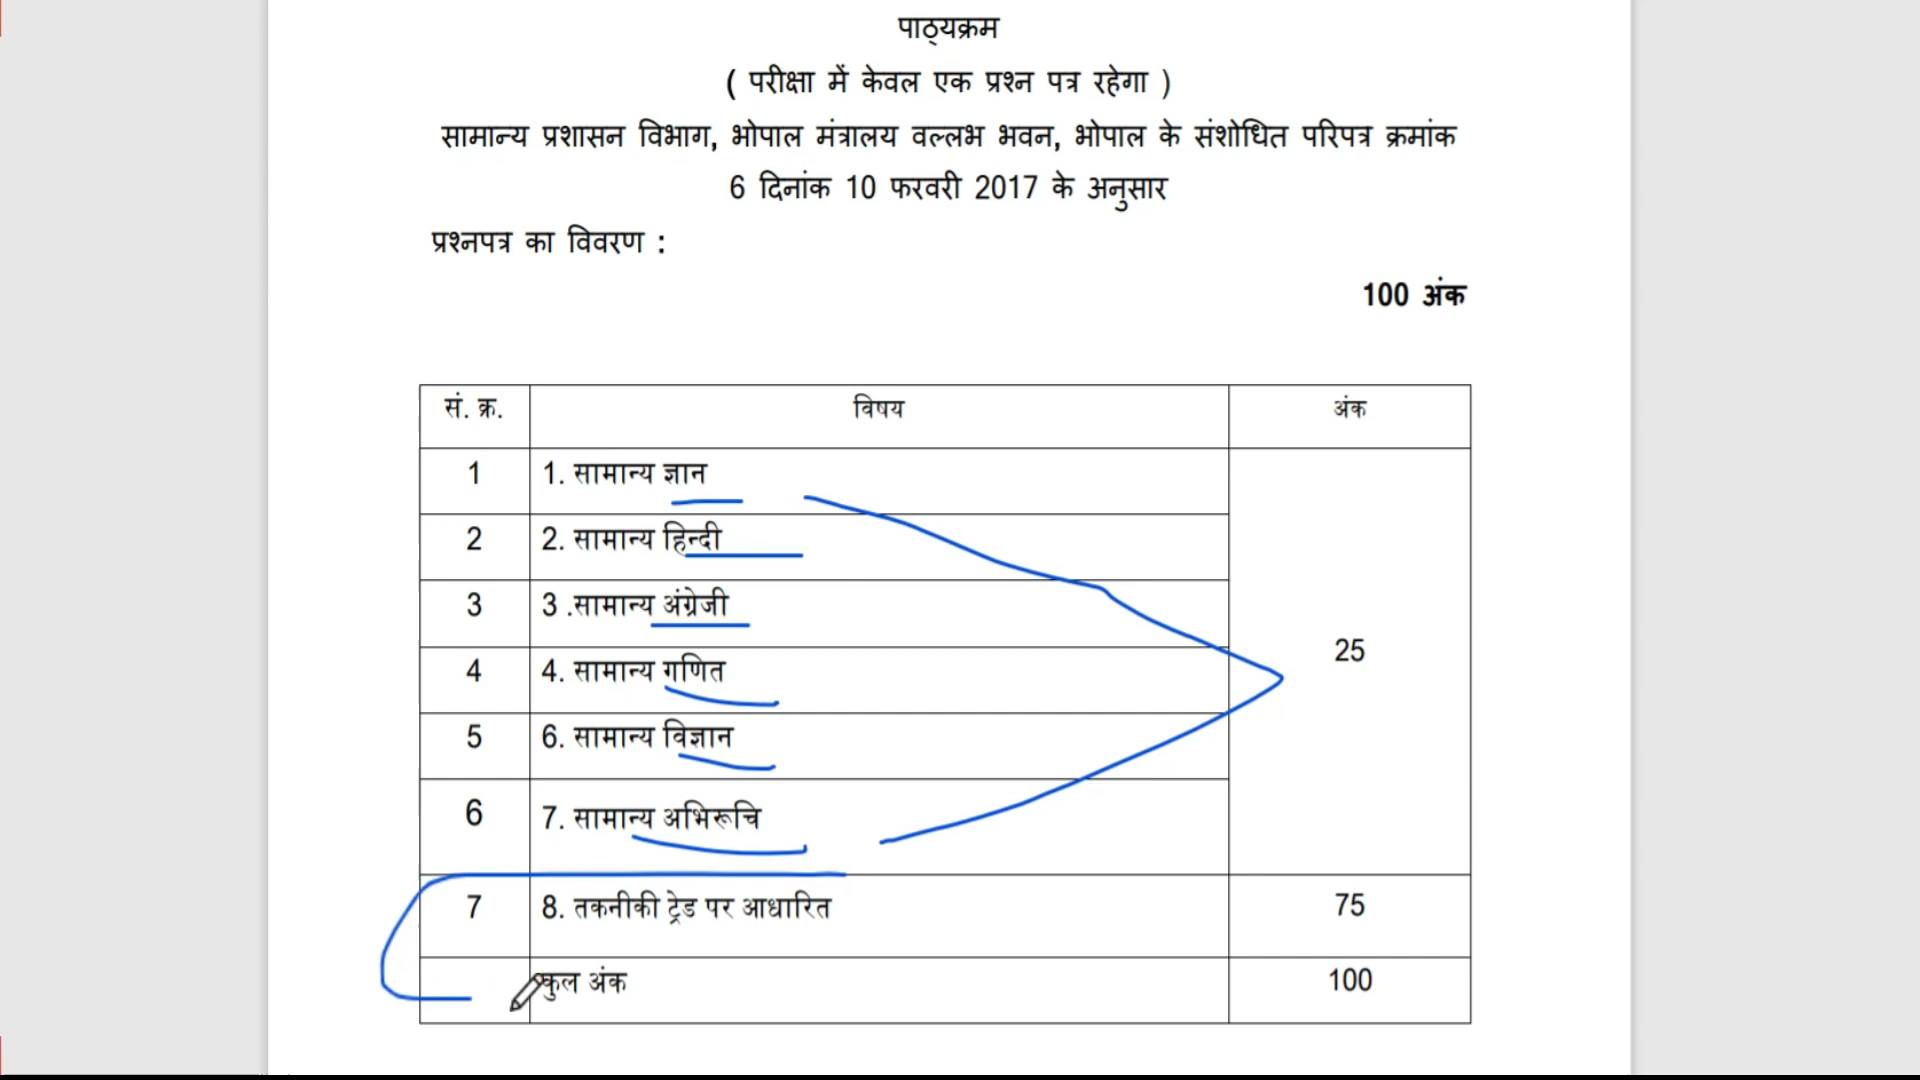 पाठ्यक्रम
( परीक्षा में केवल एक प्रश्न पत्र रहेगा )
सामान्य प्रशासन विभाग, भोपाल मंत्रालय वल्लभ भवन, भोपाल के संशोधित परिपत्र क्रमांक
6 दिनांक 10 फरवरी 2017 के अनुसार
प्रश्नपत्र का विवरण :
100 अंक
सं. क्र. विषय अंक
1 1. सामान्य ज्ञान
2 2. सामान्य हिन्दी
3 3 .सामान्य अंग्रेजी
25
4 4. सामान्य गणित
5 6. सामान्य विज्ञान
6 7. सामान्य अभिरूचि
7 8. तकनीकी ट्रेड पर आधारित 75
कुल अंक 100